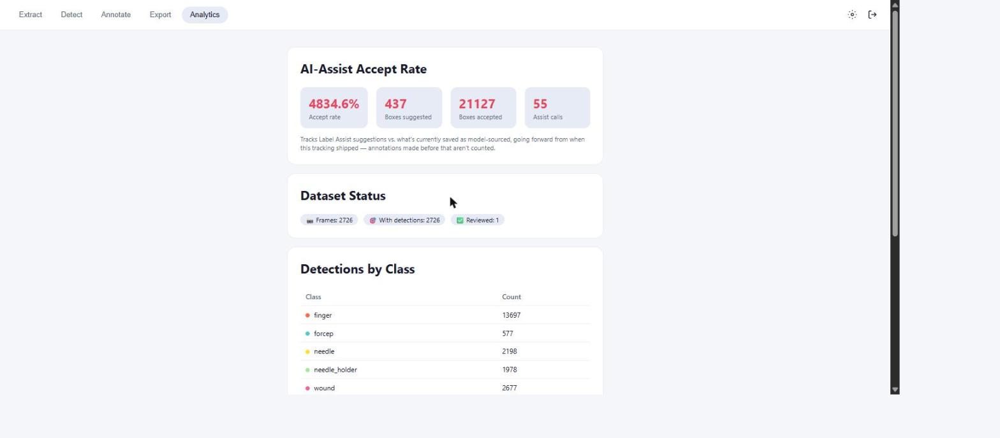 Extract Detect Annotate Export Analytics
AI-Assist Accept Rate
4834.6% 437 21127 55
Accept rate Boxes suggested Boxes accepted Assist calls
Tracks Label Assist suggestions vs. what's currently saved as model-sourced, going forward from when
this tracking shipped — annotations made before that aren't counted.
Dataset Status
Frames: 2726 With detections: 2726 Reviewed: 1
Detections by Class
Class Count
finger 13697
forcep 577
needle 2198
needle_holder 1978
wound 2677